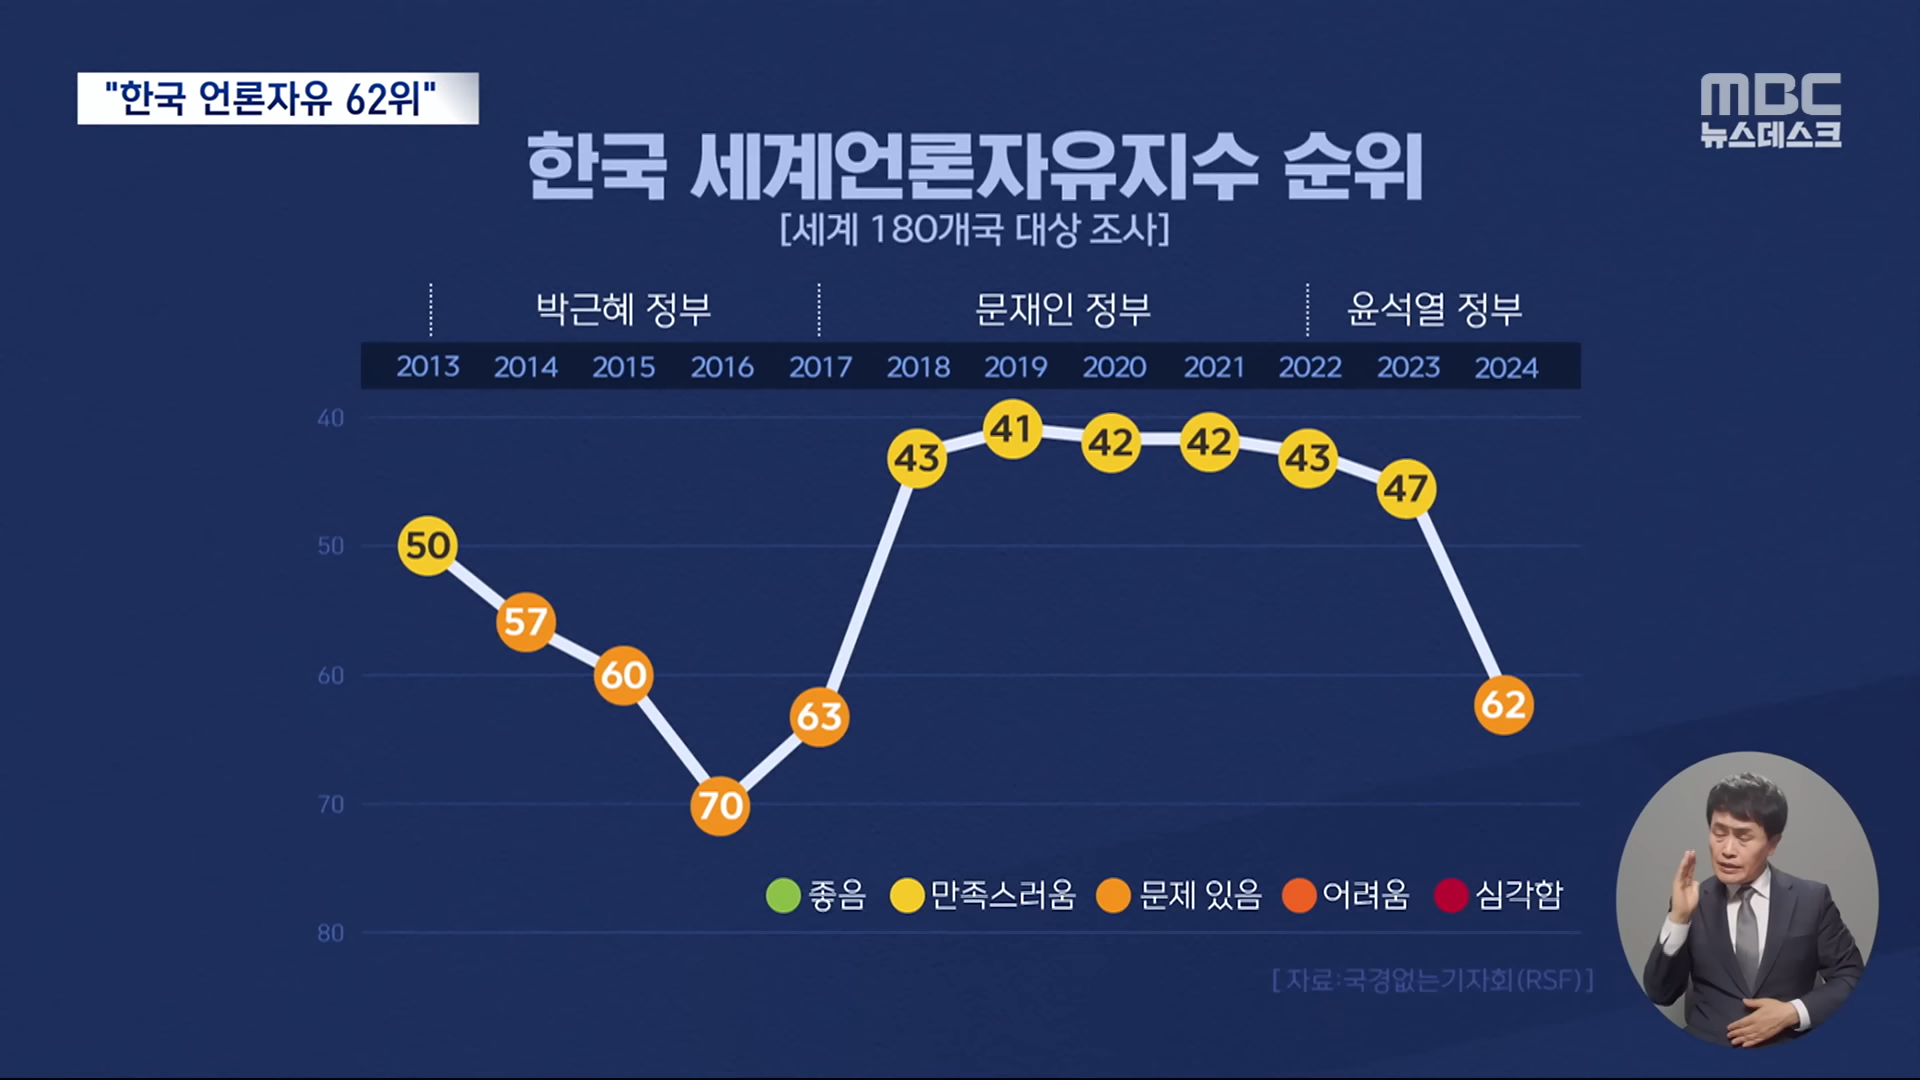 "한국 언론자유 62위"
MBC
뉴스데스크
한국 세계언론자유지수 순위
[세계 180개국 대상 조사]
박근혜 정부 문재인 정부 윤석열 정부
2013 2014 2015 2016 2017 2018 2019 2020 2021 2022 2023 2024
40
50
60
70
80
50 57 60 70 63 43 41 42 42 43 47 62
좋음 만족스러움 문제 있음 어려움 심각함
[자료:국경없는기자회(RSF)]